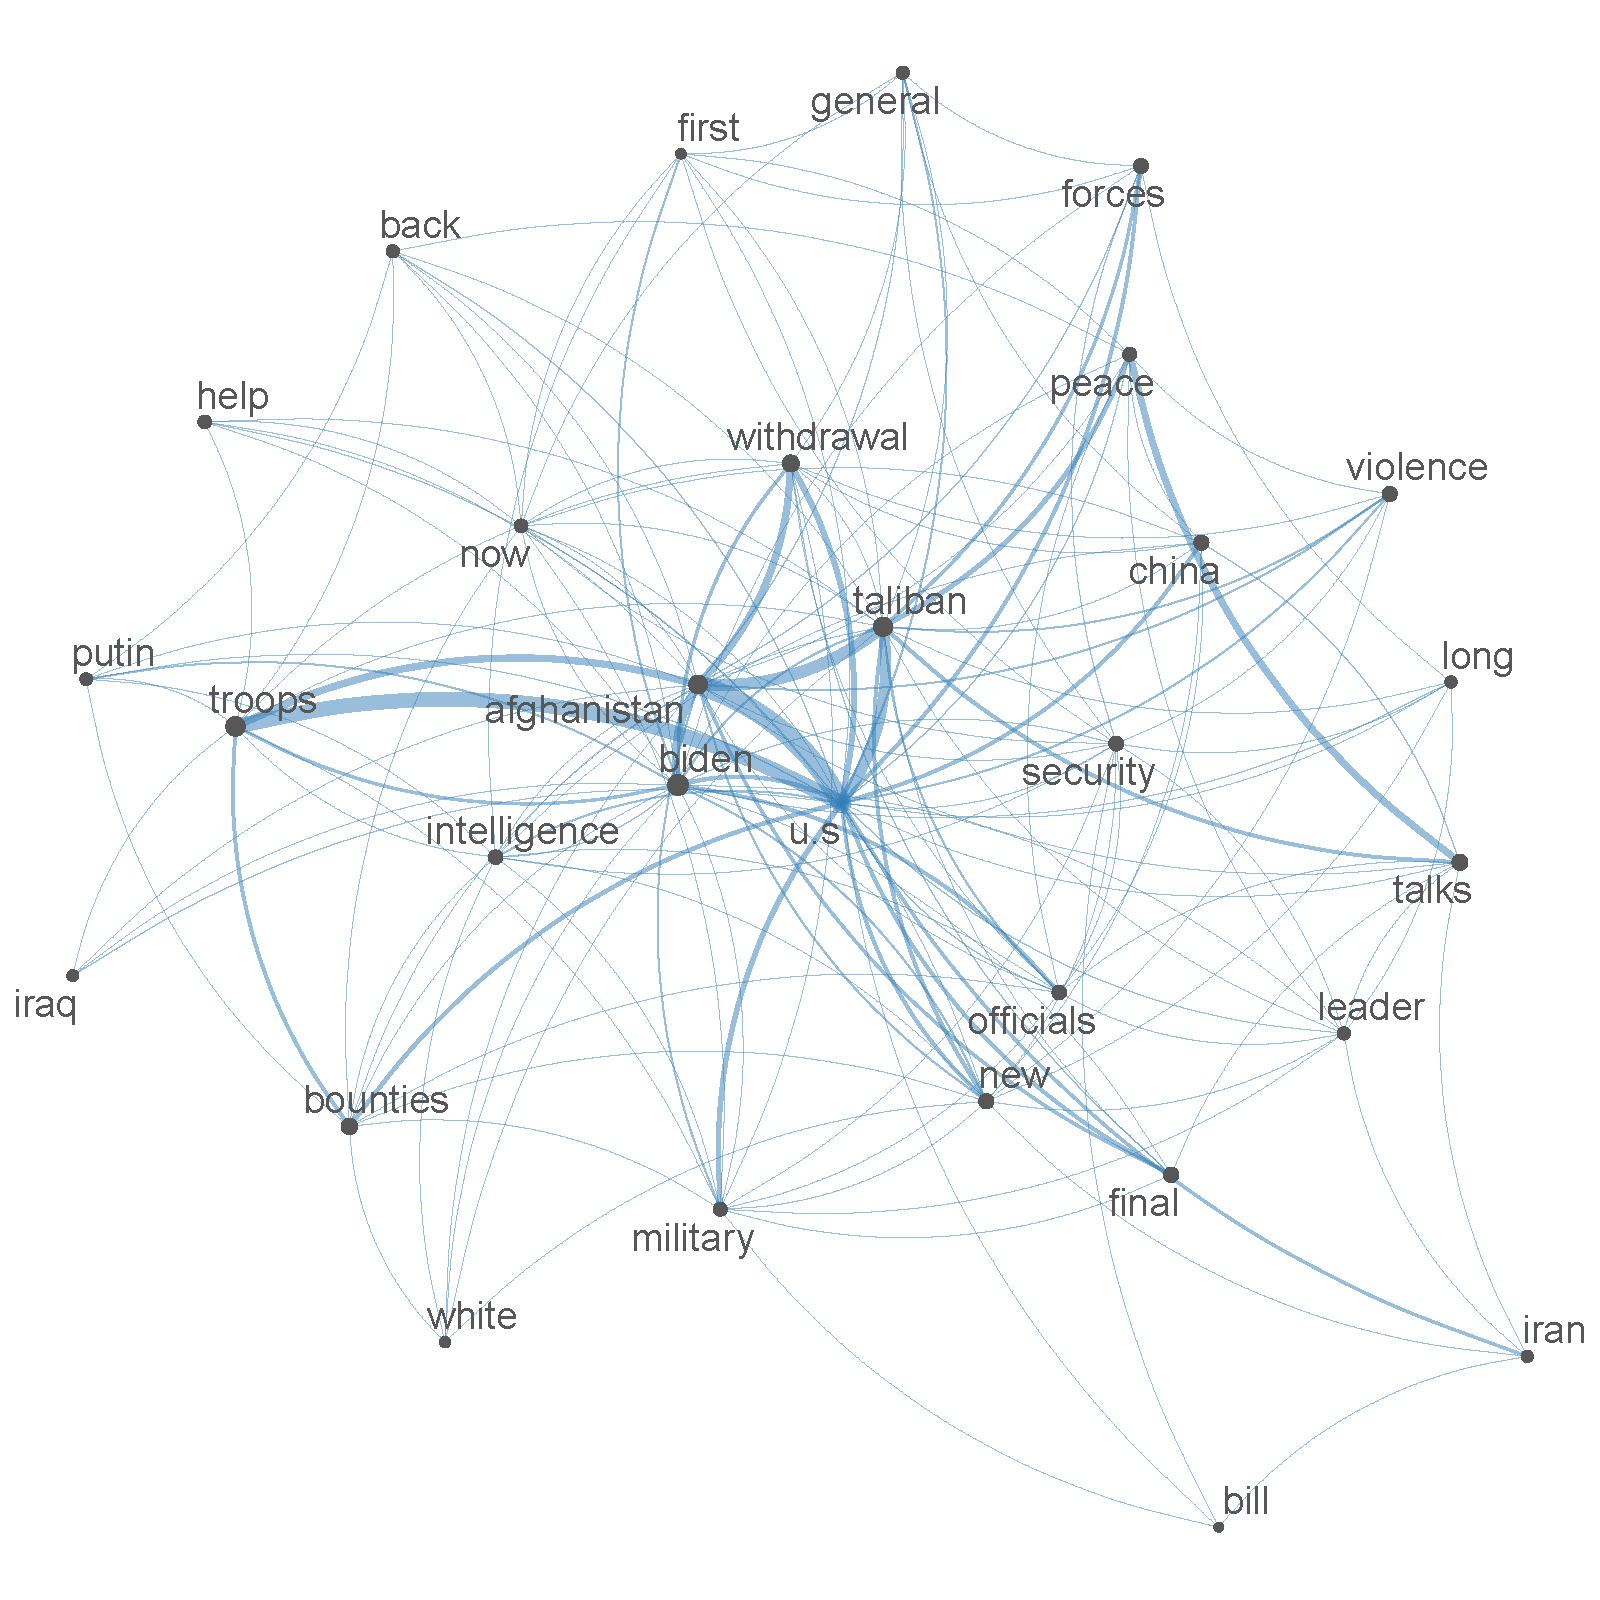 general
first
forces
back
peace
help
withdrawal
violence
now
china
taliban
putin
long
troops
afghanistan
biden
security
intelligence
u.s
talks
iraq
officials
leader
new
bounties
final
military
white
iran
bill